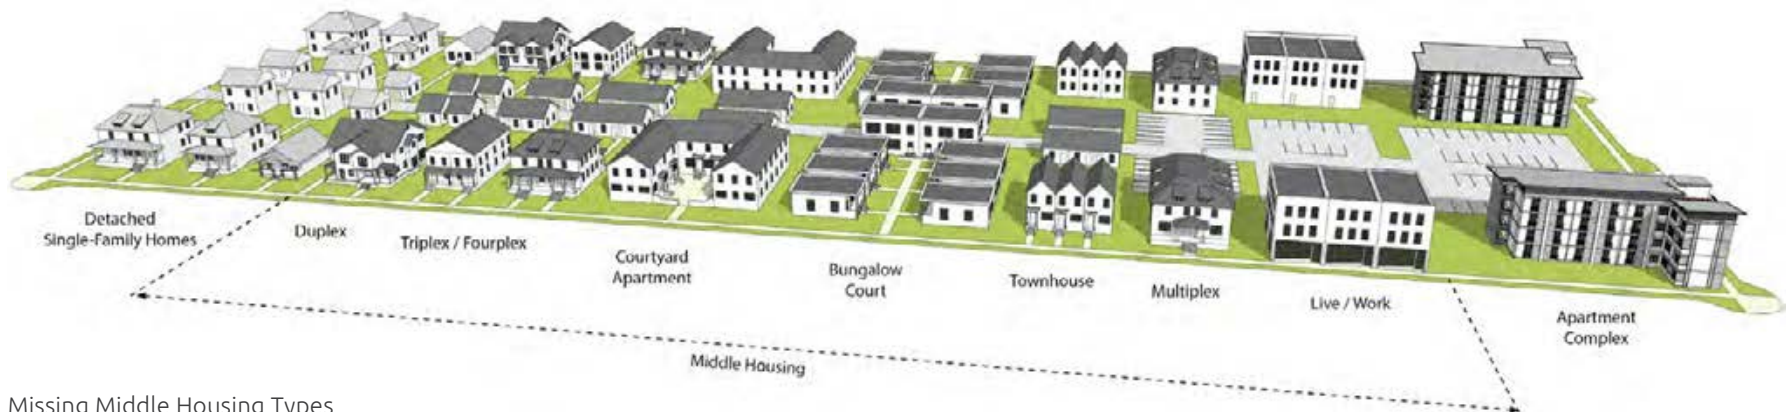 Detached
Single-Family Homes
Duplex
Triplex / Fourplex
Courtyard
Apartment
Bungalow
Court
Townhouse
Multiplex
Live / Work
Apartment
Complex
Middle Housing
Missing Middle Housing Types